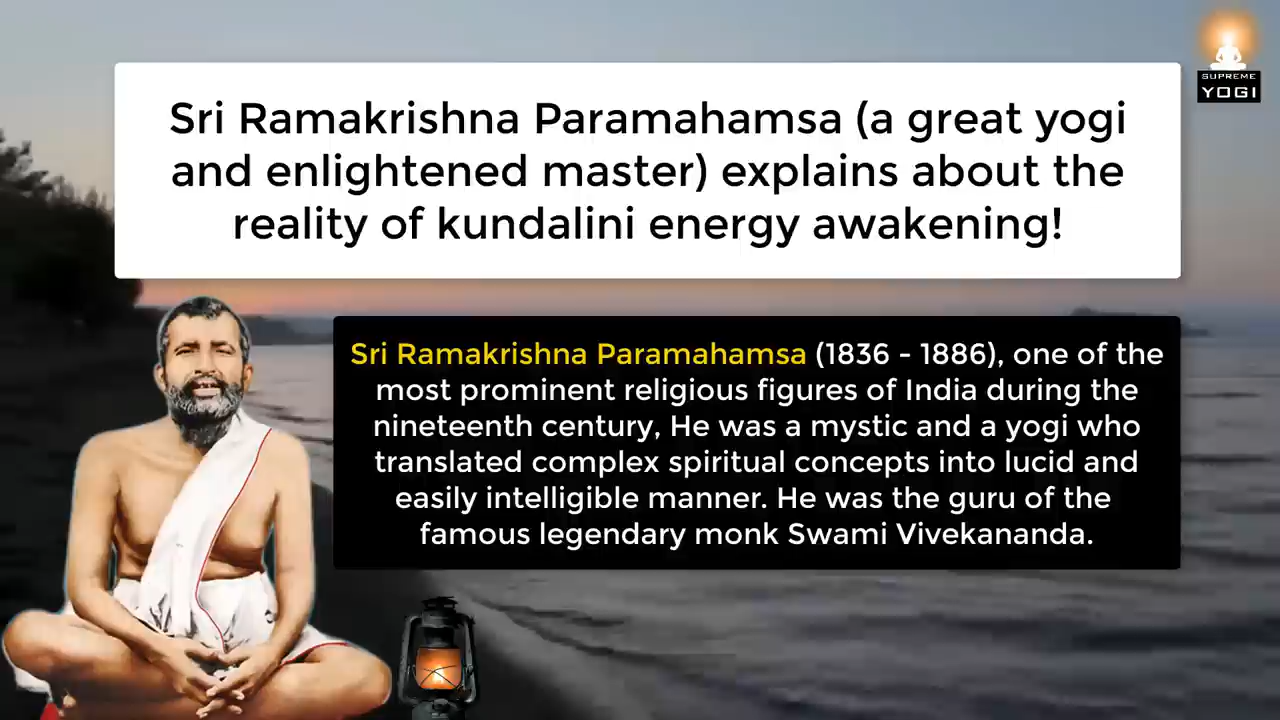 SUPREME
YOGI
Sri Ramakrishna Paramahamsa (a great yogi
and enlightened master) explains about the
reality of kundalini energy awakening!
Sri Ramakrishna Paramahamsa (1836 - 1886), one of the
most prominent religious figures of India during the
nineteenth century, He was a mystic and a yogi who
translated complex spiritual concepts into lucid and
easily intelligible manner. He was the guru of the
famous legendary monk Swami Vivekananda.